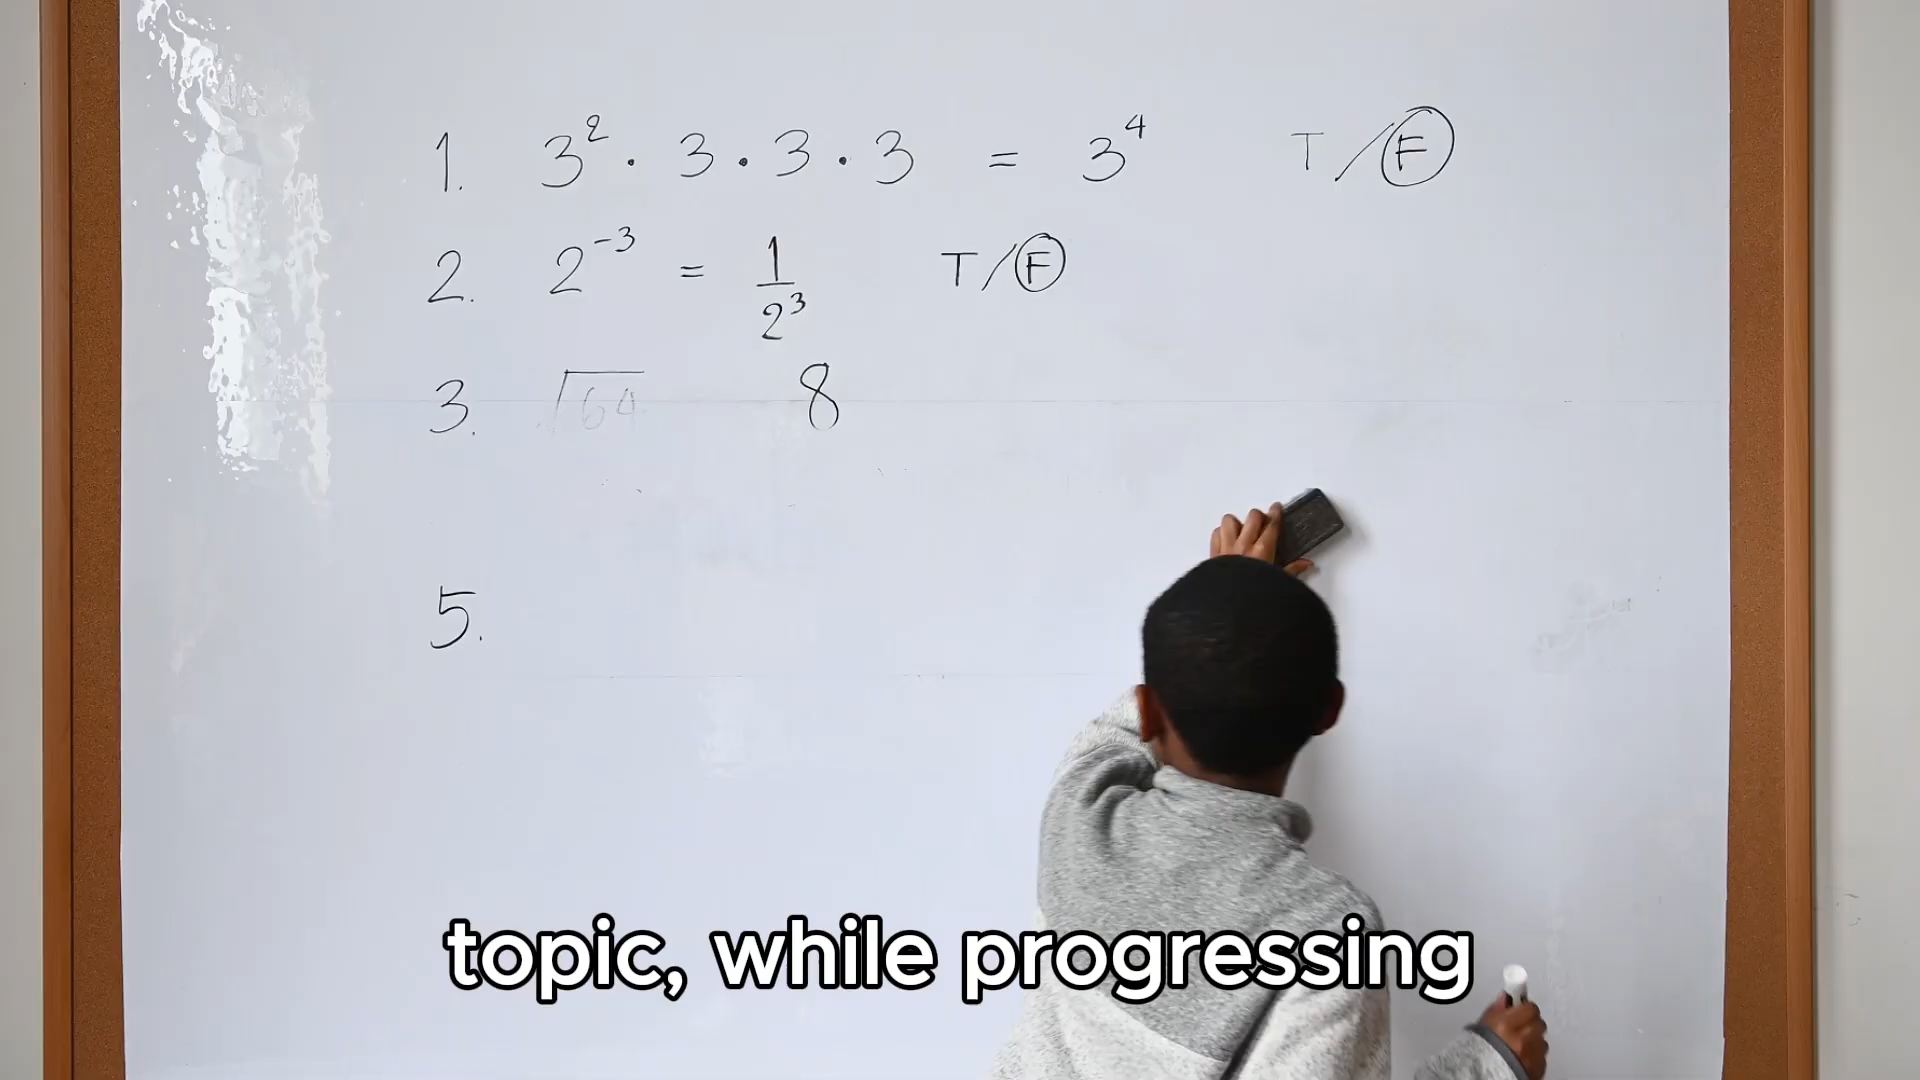 1. 3² · 3 · 3 · 3 = 3⁴ T/F
2. 2⁻³ = 1/2³ T/F
3. √64 8
5.
topic, while progressing